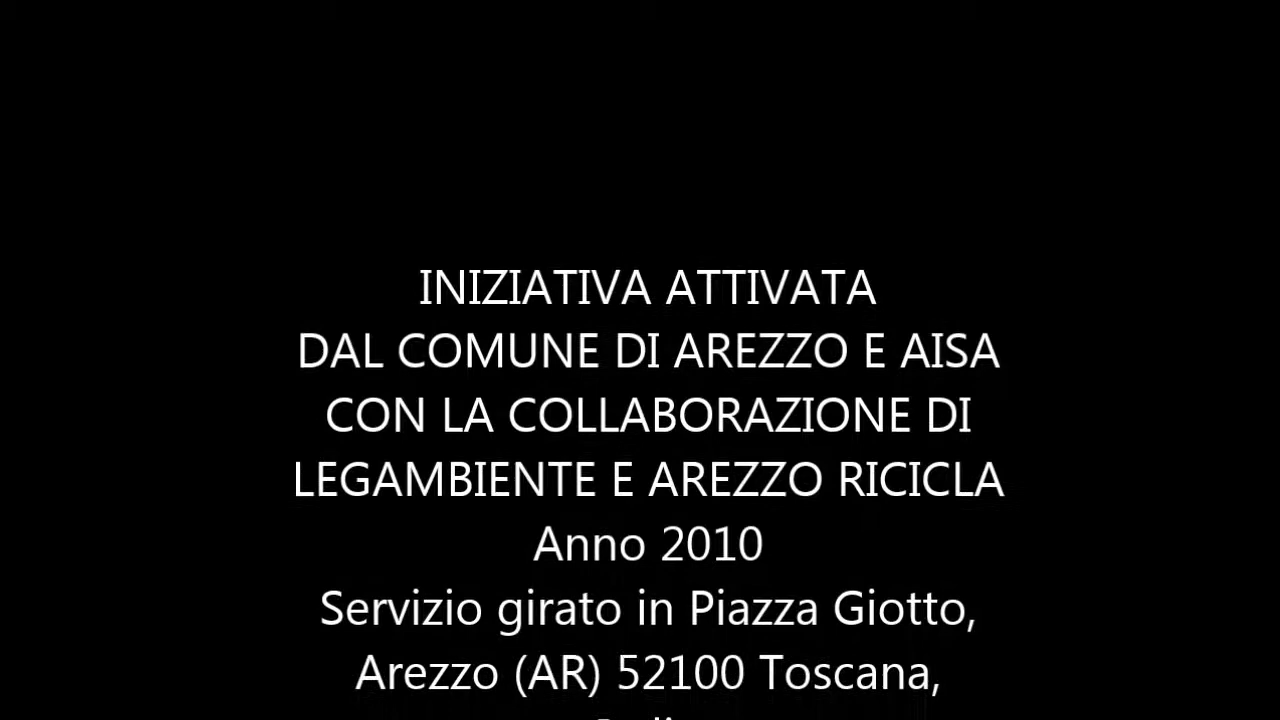 INIZIATIVA ATTIVATA
DAL COMUNE DI AREZZO E AISA
CON LA COLLABORAZIONE DI
LEGAMBIENTE E AREZZO RICICLA
Anno 2010
Servizio girato in Piazza Giotto,
Arezzo (AR) 52100 Toscana,